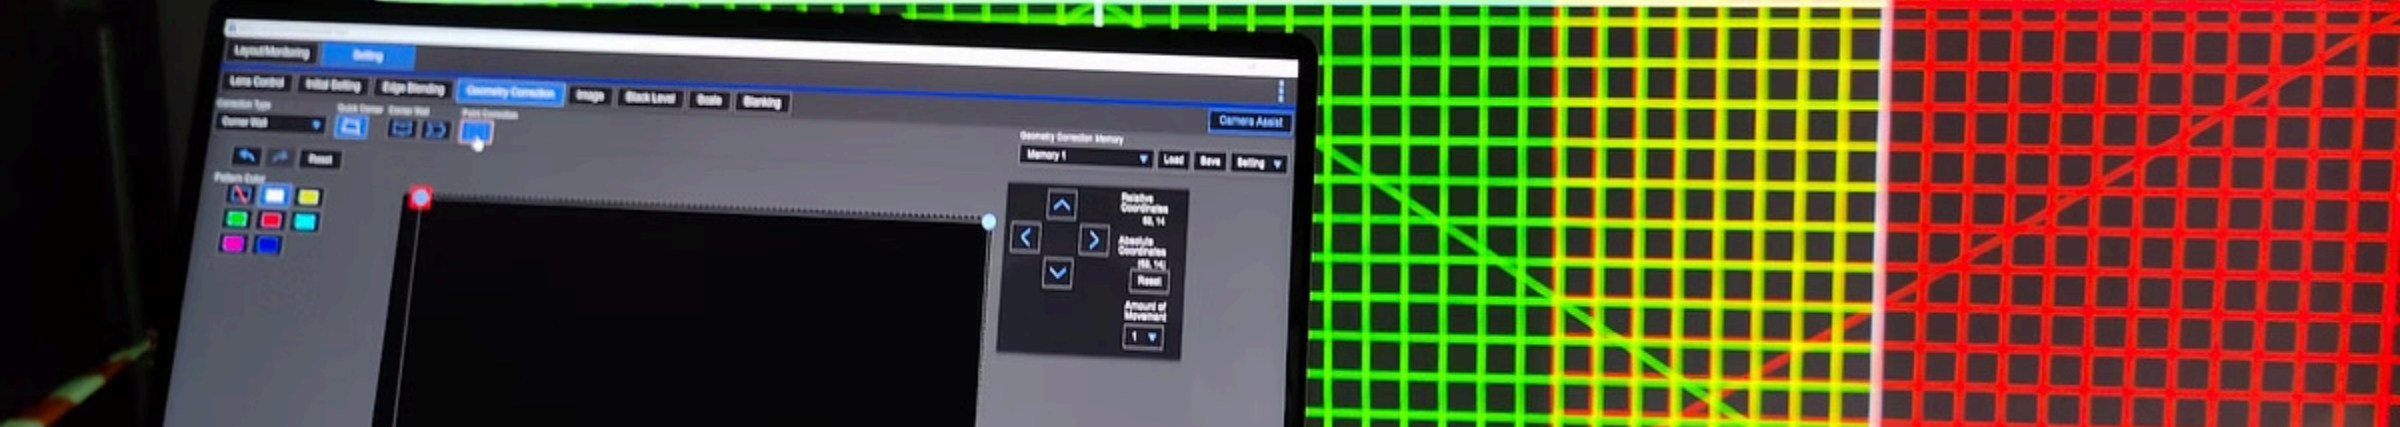 Layout/Monitoring Setting
Lens Control Initial Setting Edge Blending Geometry Correction Image Black Level Scale Blanking
Camera Assist
Correction Type Quick Corner Corner Wall Point Correction
Corner Wall
Geometry Correction Memory
Memory 1 Load Save Setting
Reset
Pattern Color
Relative
Coordinates
Absolute
Coordinates
Reset
Amount of
Movement
1